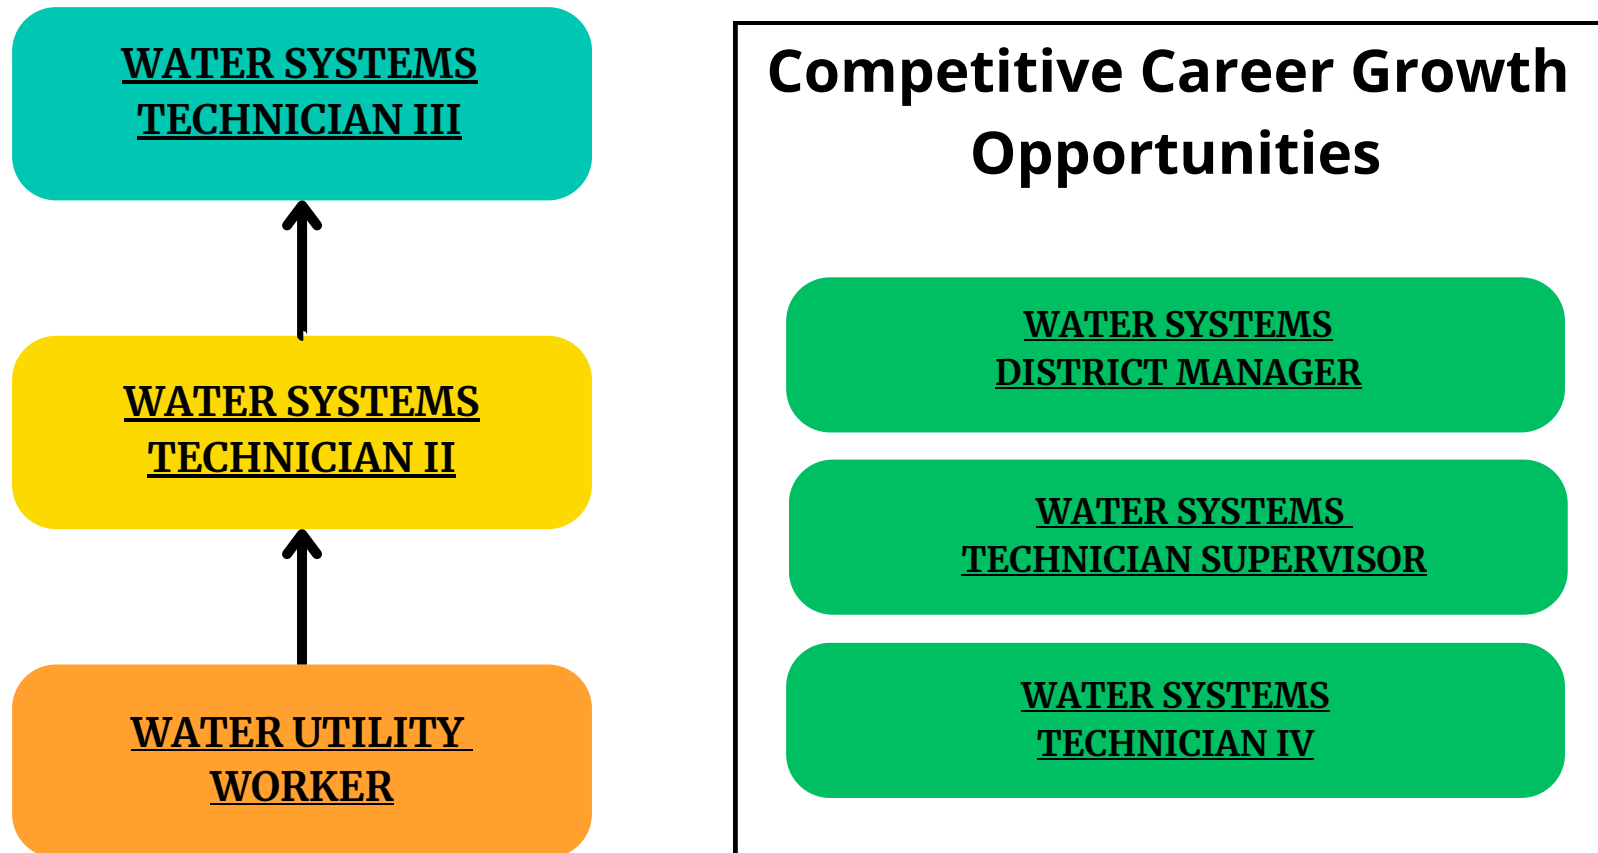 WATER SYSTEMS
TECHNICIAN III
WATER SYSTEMS
TECHNICIAN II
WATER UTILITY
WORKER
Competitive Career Growth
Opportunities
WATER SYSTEMS
DISTRICT MANAGER
WATER SYSTEMS
TECHNICIAN SUPERVISOR
WATER SYSTEMS
TECHNICIAN IV